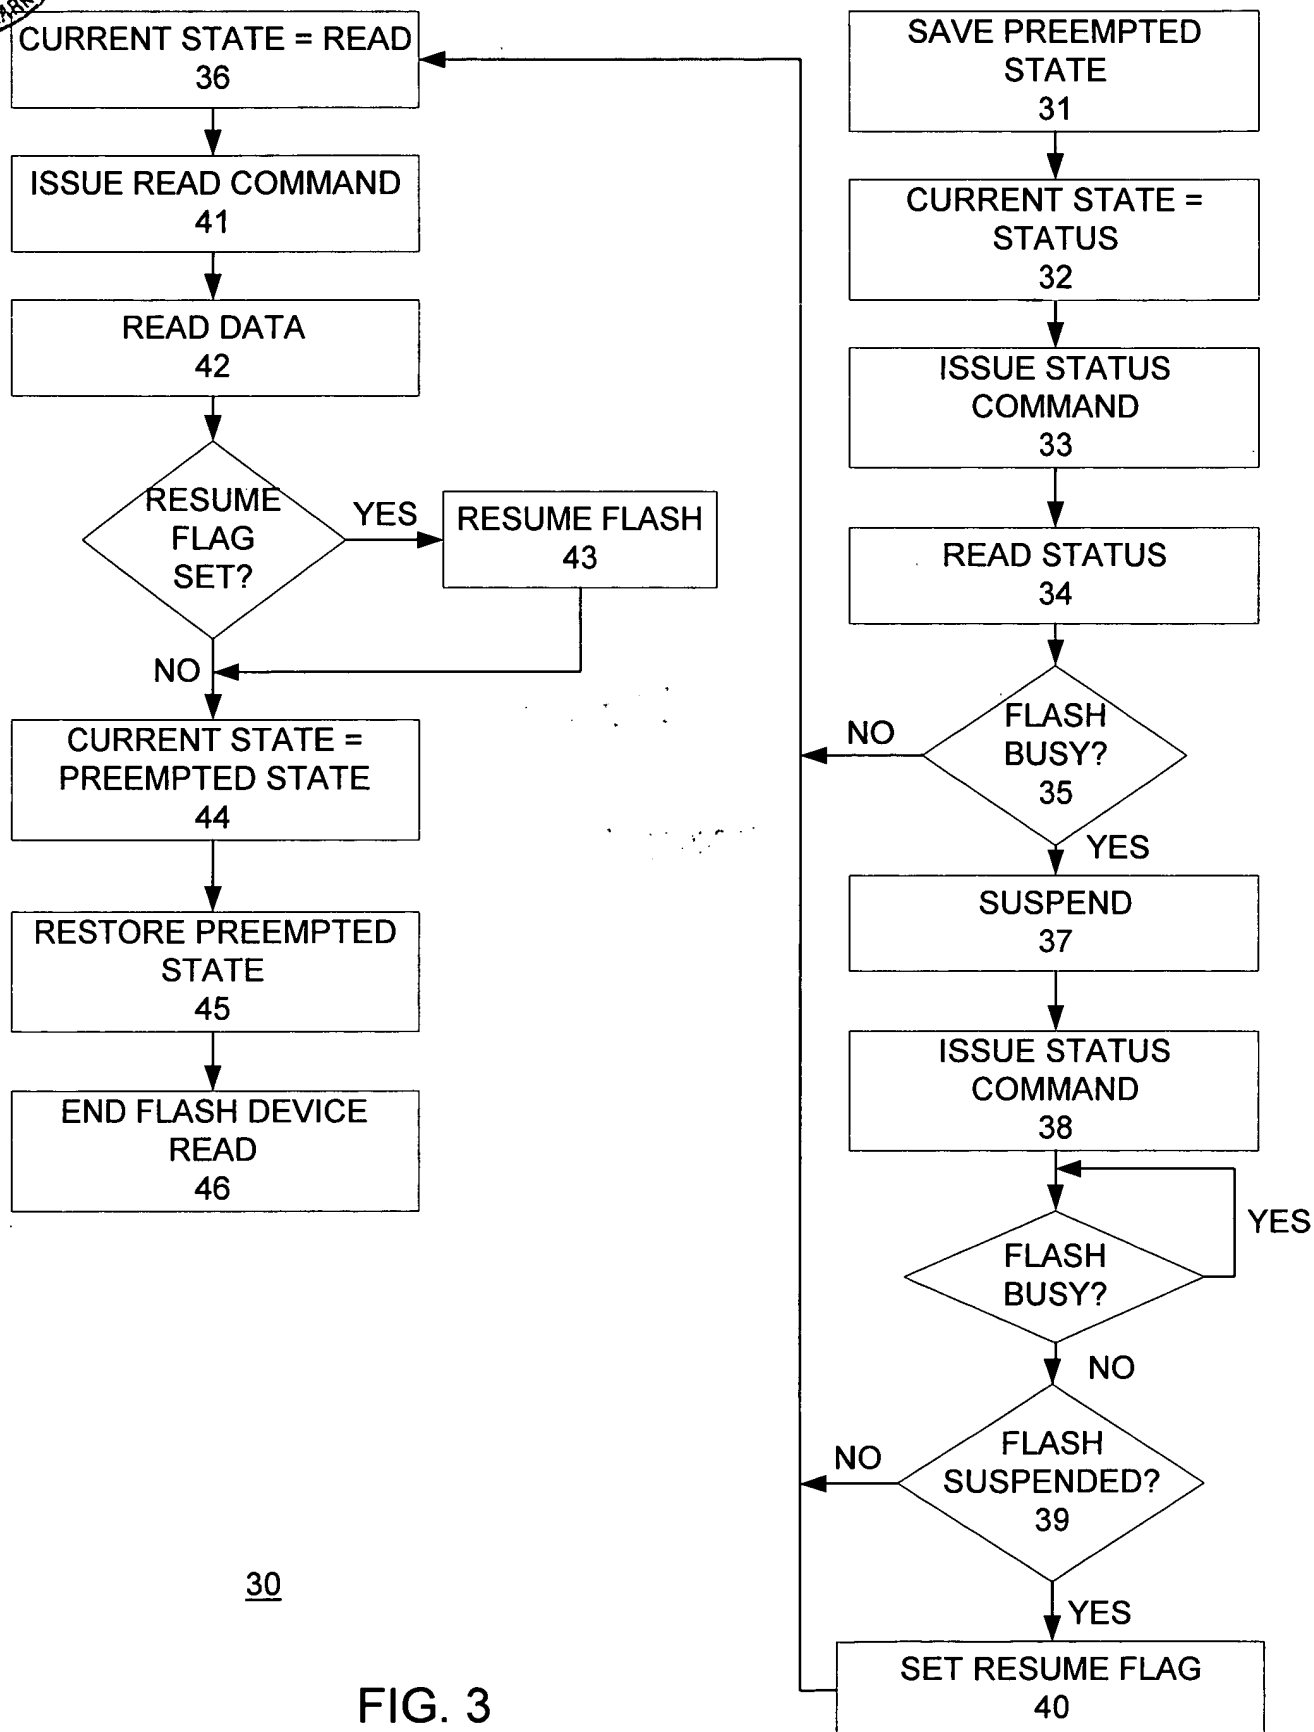 CURRENT STATE = READ
36
ISSUE READ COMMAND
41
READ DATA
42
RESUME
FLAG
SET?
YES
RESUME FLASH
43
NO
CURRENT STATE =
PREEMPTED STATE
44
RESTORE PREEMPTED
STATE
45
END FLASH DEVICE
READ
46
SAVE PREEMPTED
STATE
31
CURRENT STATE =
STATUS
32
ISSUE STATUS
COMMAND
33
READ STATUS
34
FLASH
BUSY?
35
NO
YES
SUSPEND
37
ISSUE STATUS
COMMAND
38
FLASH
BUSY?
YES
NO
FLASH
SUSPENDED?
39
NO
YES
SET RESUME FLAG
40
30
FIG. 3